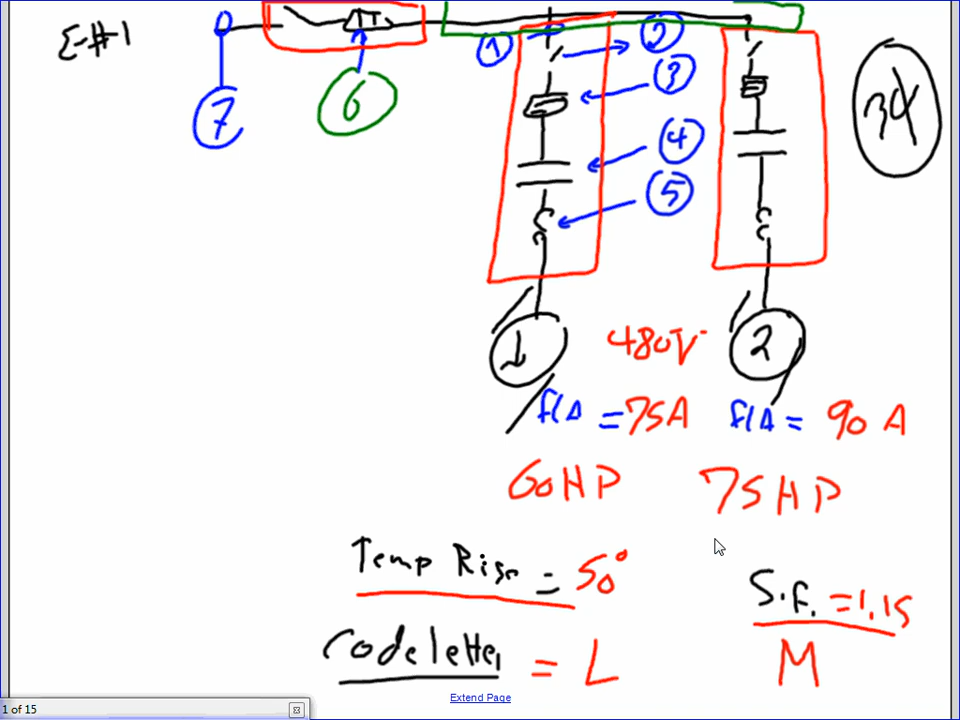 E-#1
1
2
3
7
6
3φ
4
5
1
480V
2
FLA = 75A
FLA = 90 A
60HP
75HP
Temp Rise = 50°
S.F. = 1.15
Code letter = L
M
Extend Page
1 of 15